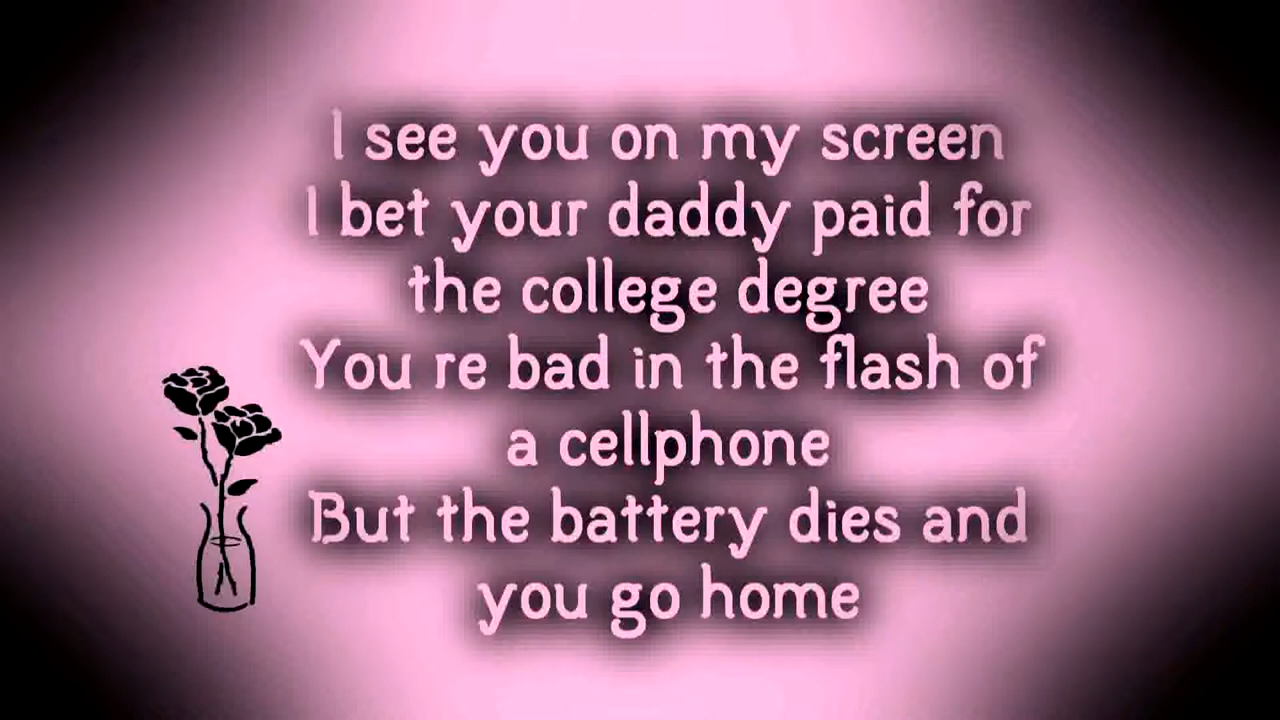 I see you on my screen
I bet your daddy paid for
the college degree
You re bad in the flash of
a cellphone
But the battery dies and
you go home